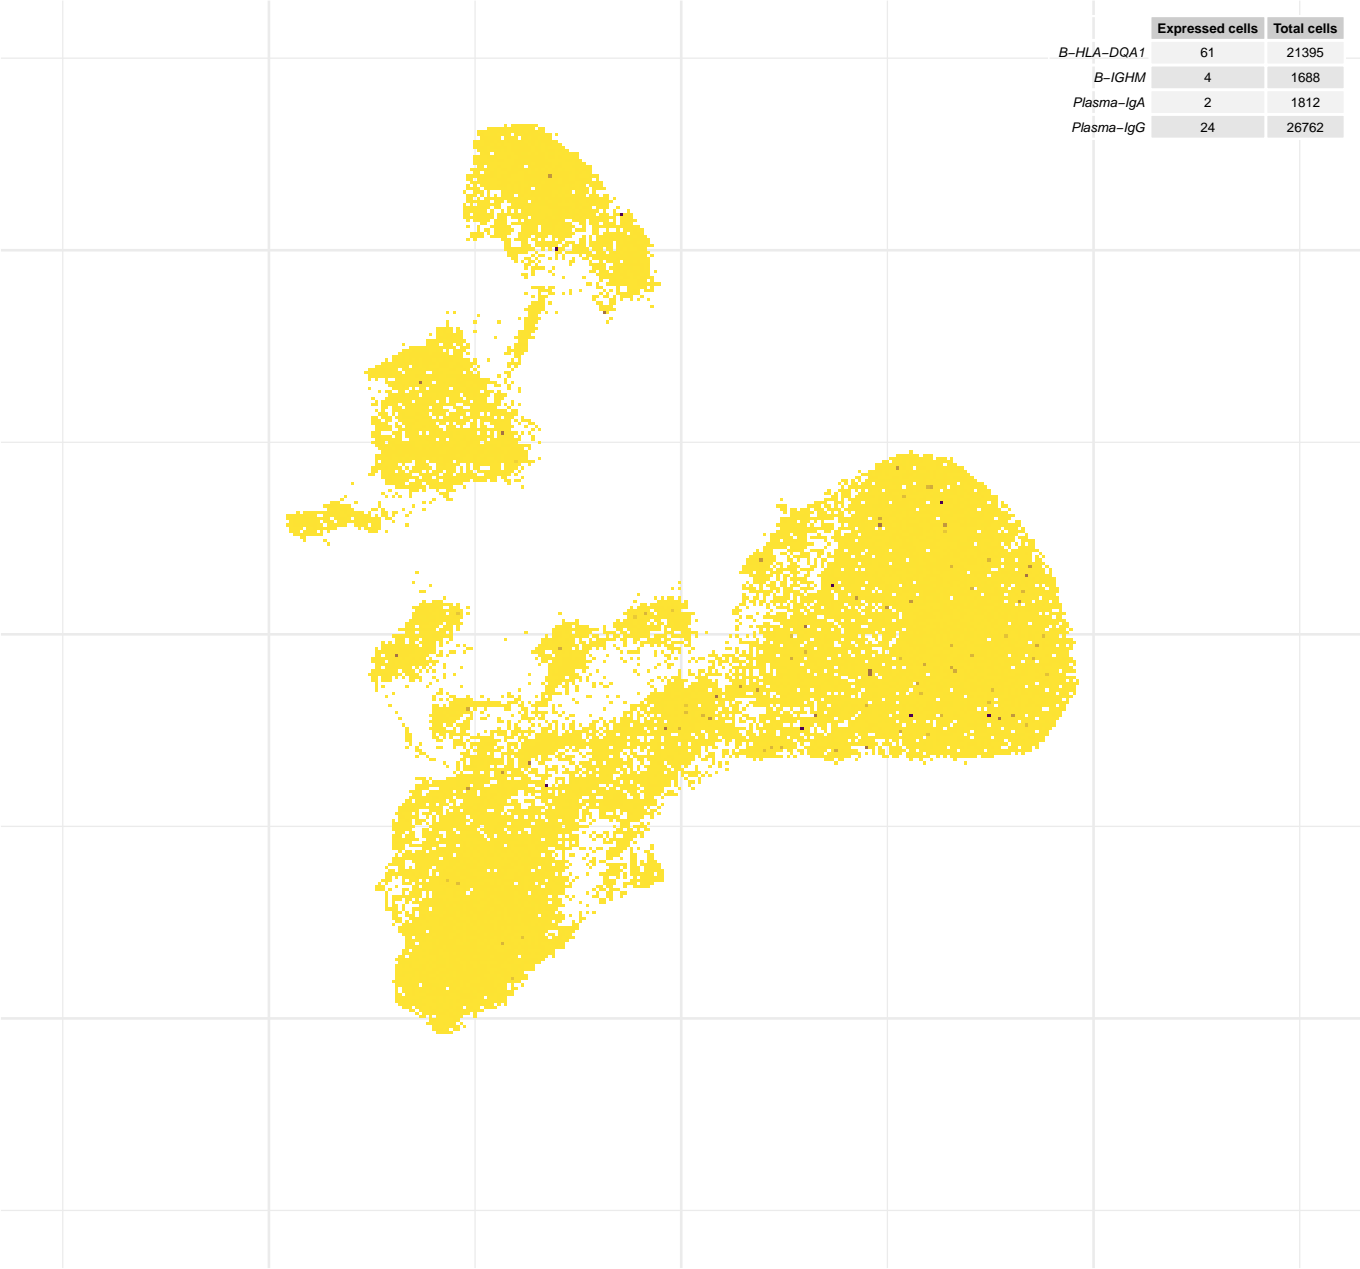 Expressed cells Total cells
B−HLA−DQA1 61 21395
B−IGHM 4 1688
Plasma−IgA 2 1812
Plasma−IgG 24 26762